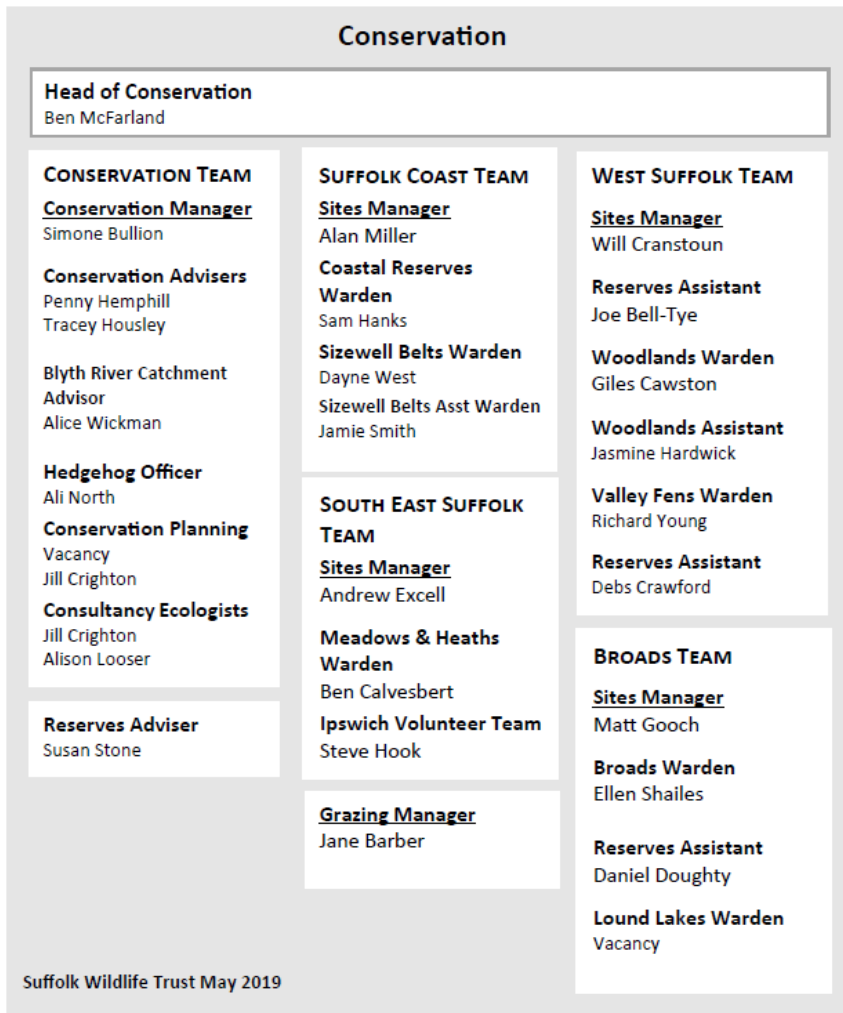 Conservation
Head of Conservation
Ben McFarland
CONSERVATION TEAM
Conservation Manager
Simone Bullion
Conservation Advisers
Penny Hemphill
Tracey Housley
Blyth River Catchment
Advisor
Alice Wickman
Hedgehog Officer
Ali North
Conservation Planning
Vacancy
Jill Crighton
Consultancy Ecologists
Jill Crighton
Alison Looser
Reserves Adviser
Susan Stone
SUFFOLK COAST TEAM
Sites Manager
Alan Miller
Coastal Reserves
Warden
Sam Hanks
Sizewell Belts Warden
Dayne West
Sizewell Belts Asst Warden
Jamie Smith
SOUTH EAST SUFFOLK
TEAM
Sites Manager
Andrew Excell
Meadows & Heaths
Warden
Ben Calvesbert
Ipswich Volunteer Team
Steve Hook
Grazing Manager
Jane Barber
WEST SUFFOLK TEAM
Sites Manager
Will Cranstoun
Reserves Assistant
Joe Bell-Tye
Woodlands Warden
Giles Cawston
Woodlands Assistant
Jasmine Hardwick
Valley Fens Warden
Richard Young
Reserves Assistant
Debs Crawford
BROADS TEAM
Sites Manager
Matt Gooch
Broads Warden
Ellen Shailes
Reserves Assistant
Daniel Doughty
Lound Lakes Warden
Vacancy
Suffolk Wildlife Trust May 2019